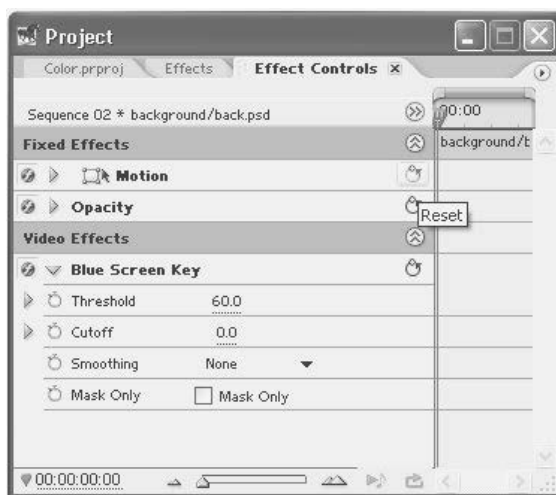 Project
Color.prproj Effects Effect Controls
Sequence 02 * background/back.psd
00:00
Fixed Effects
background/b
Motion
Opacity
Reset
Video Effects
Blue Screen Key
Threshold 60.0
Cutoff 0.0
Smoothing None
Mask Only Mask Only
00:00:00:00